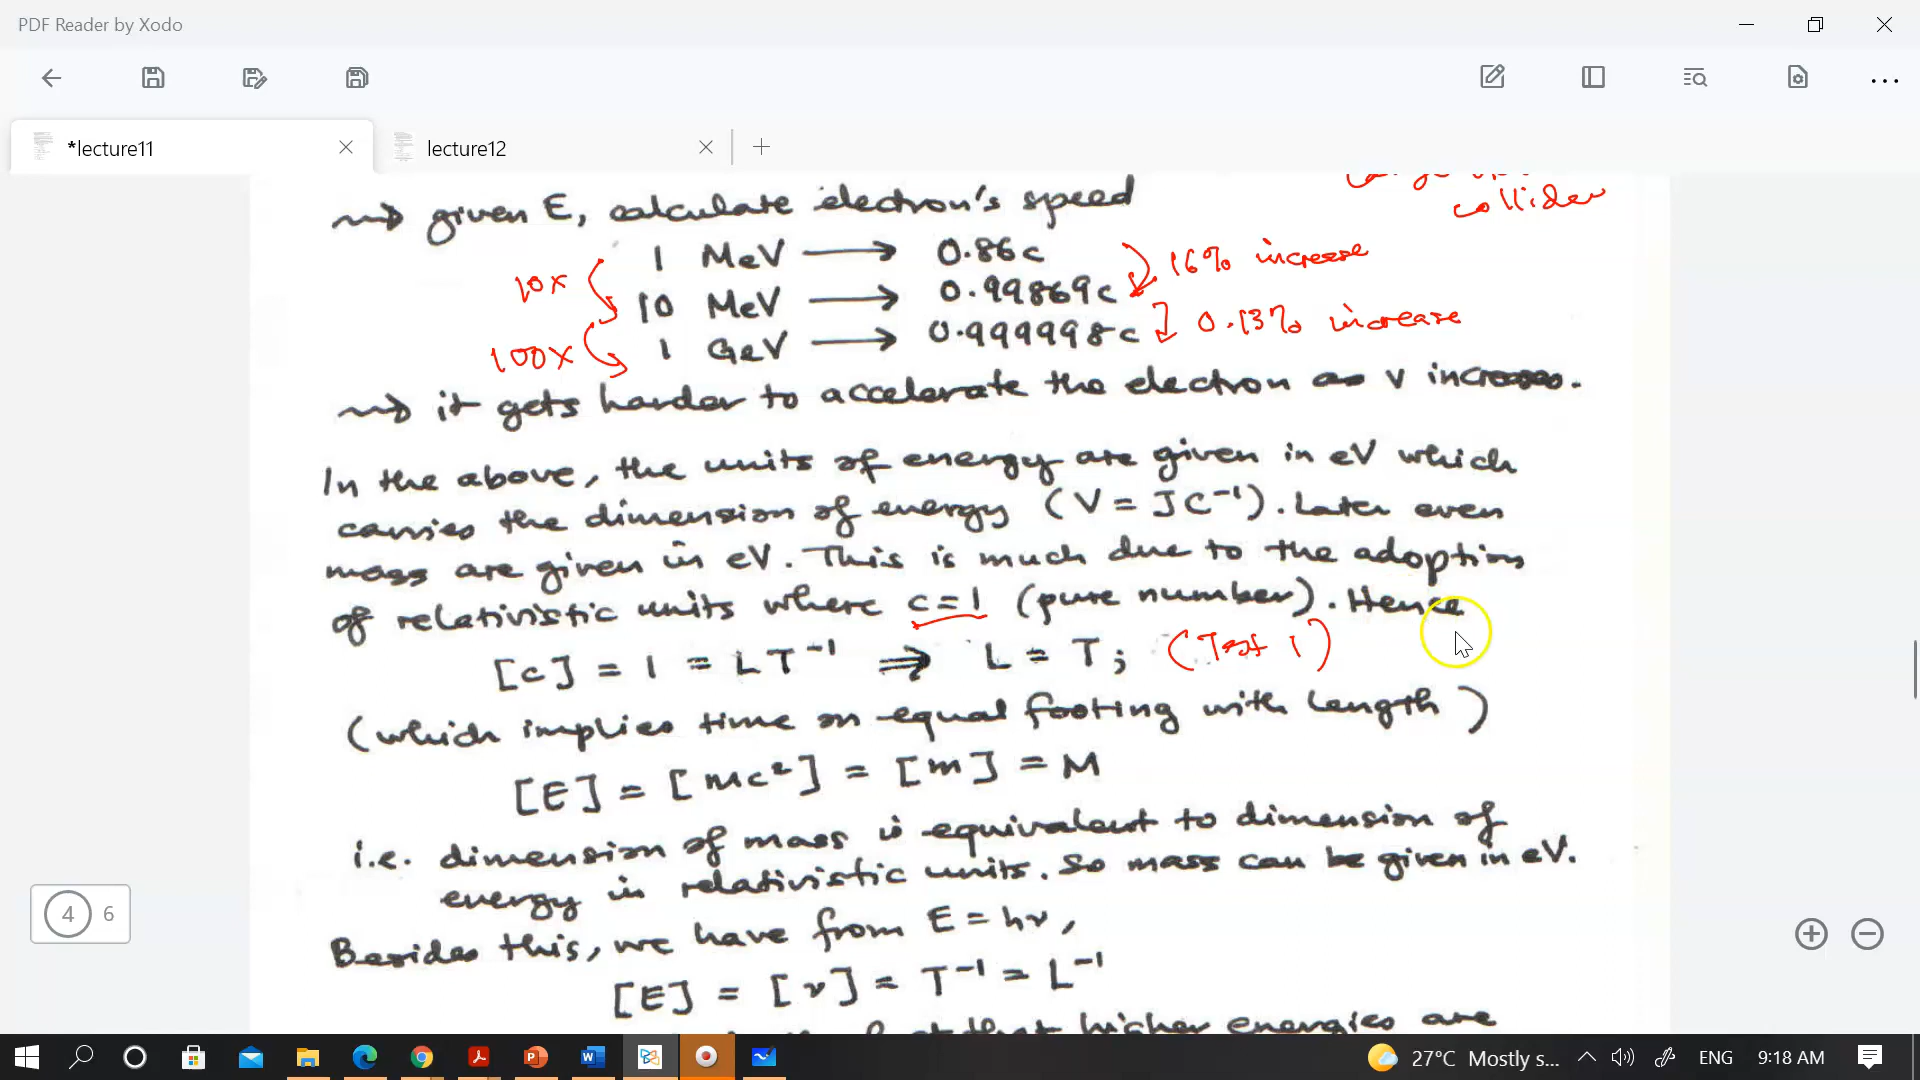 PDF Reader by Xodo
*lecture11
lecture12
collider
~~> given E, calculate electron's speed
1 MeV → 0.86c
16% increase
10x
10 MeV → 0.99869c
0.13% increase
100x
1 GeV → 0.999998c
~~> it gets harder to accelerate the electron as v increases.
In the above, the units of energy are given in eV which
carries the dimension of energy (V = JC⁻¹). Later even
mass are given in eV. This is much due to the adoption
of relativistic units where c=1 (pure number). Hence
[c] = 1 = LT⁻¹ ⇒ L = T; (Test 1)
(which implies time on equal footing with length)
[E] = [mc²] = [m] = M
i.e. dimension of mass is equivalent to dimension of
energy in relativistic units. So mass can be given in eV.
Besides this, we have from E = hν,
[E] = [ν] = T⁻¹ = L⁻¹
that higher energies are
4 6
27°C Mostly s...
ENG
9:18 AM